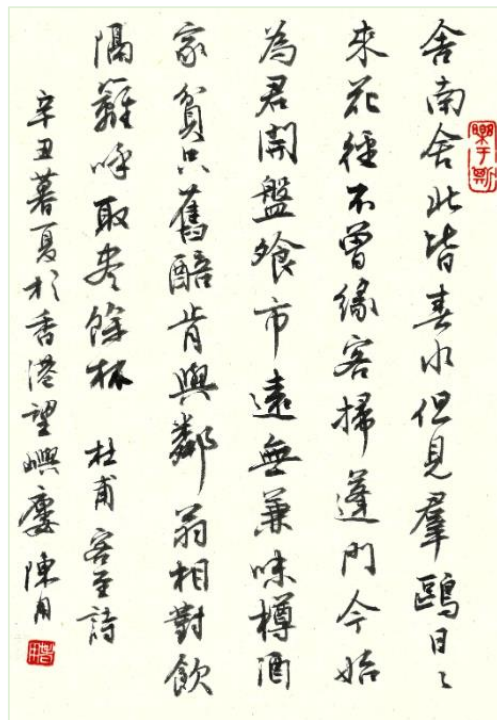 舍南舍北皆春水但見羣鷗日々
來花徑不曾緣客掃蓬門今始
為君開盤飧市遠無兼味樽酒
家貧只舊醅肯與鄰翁相對飲
隔籬呼取盡餘杯 杜甫客至詩
辛丑暮夏於香港望嶼廔陳用